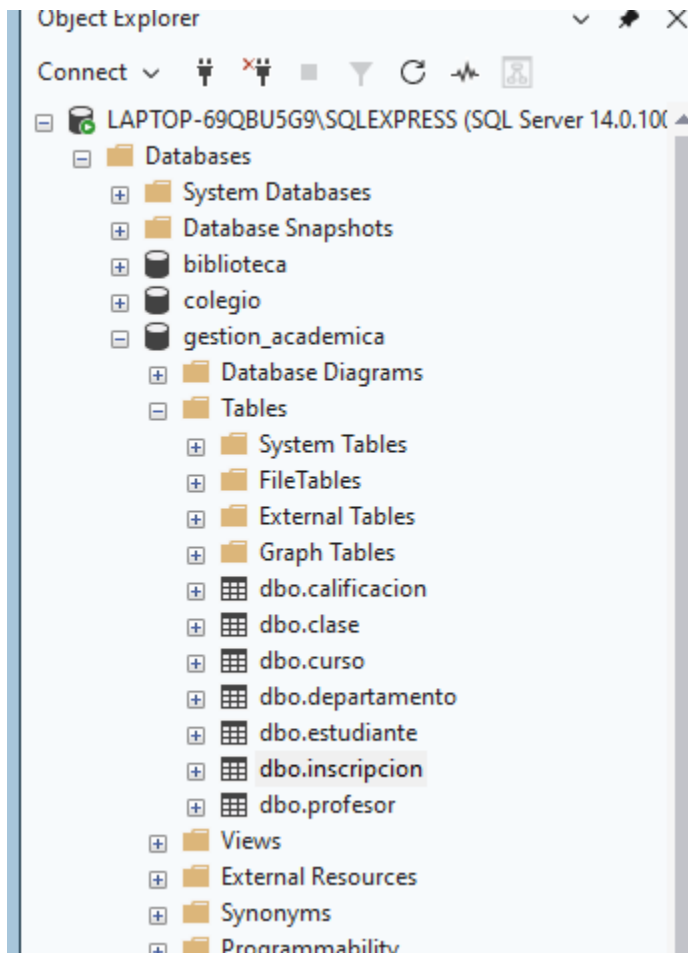 Object Explorer
Connect
LAPTOP-69QBU5G9\SQLEXPRESS (SQL Server 14.0.100
Databases
System Databases
Database Snapshots
biblioteca
colegio
gestion_academica
Database Diagrams
Tables
System Tables
FileTables
External Tables
Graph Tables
dbo.calificacion
dbo.clase
dbo.curso
dbo.departamento
dbo.estudiante
dbo.inscripcion
dbo.profesor
Views
External Resources
Synonyms
Programmability